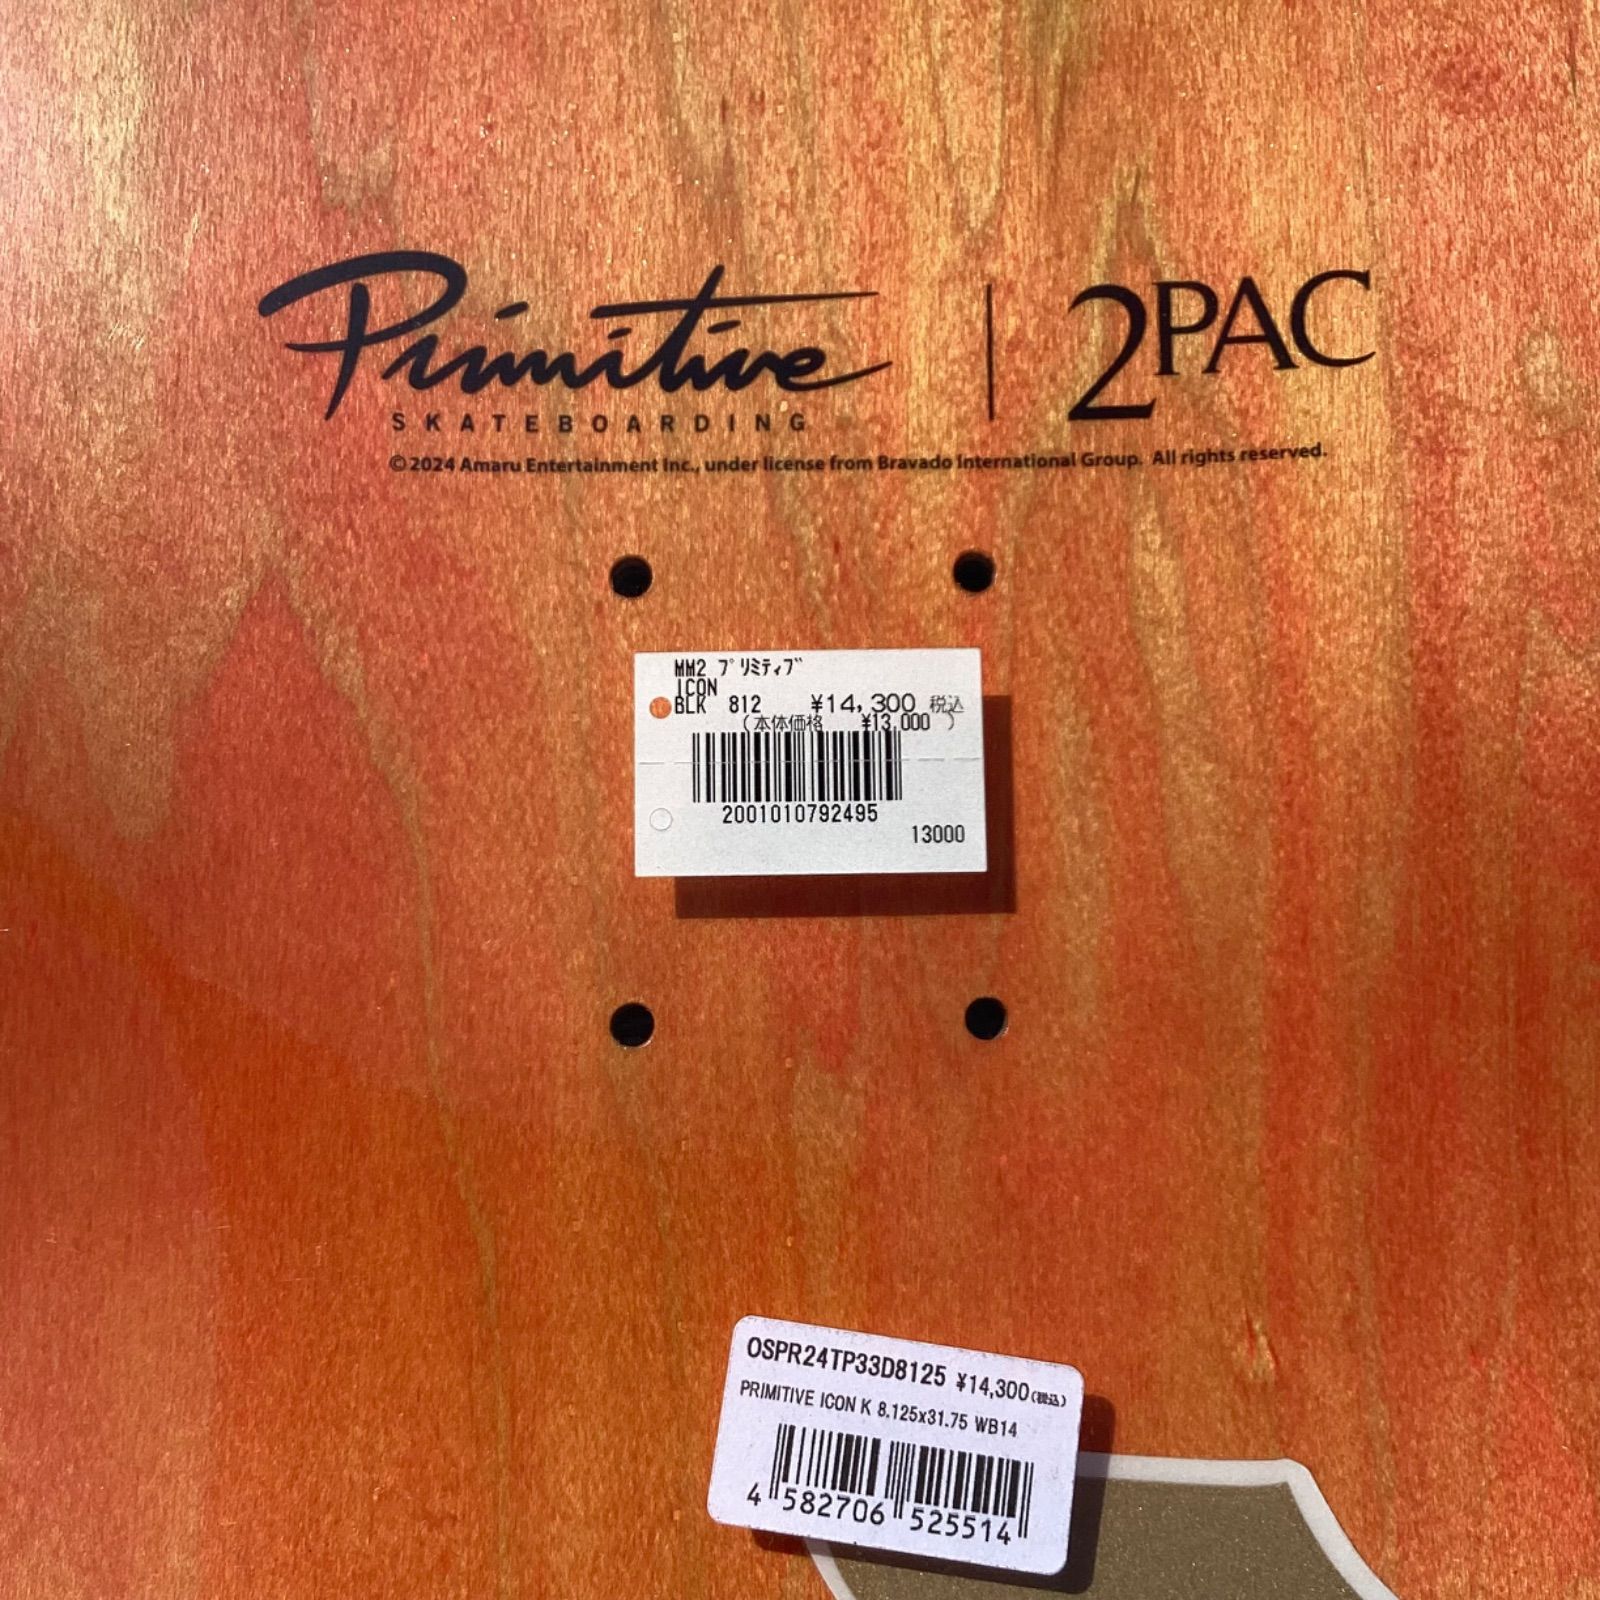 Primitive | 2PAC
SKATEBOARDING
©2024 Amaru Entertainment Inc., under license from Bravado International Group. All rights reserved.
MM2 プリミティブ
ICON
BLK 812 ¥14,300 税込
(本体価格 ¥13,000 )
2001010792495
13000
OSPR24TP33D8125 ¥14,300(税込)
PRIMITIVE ICON K 8.125x31.75 WB14
4 582706 525514